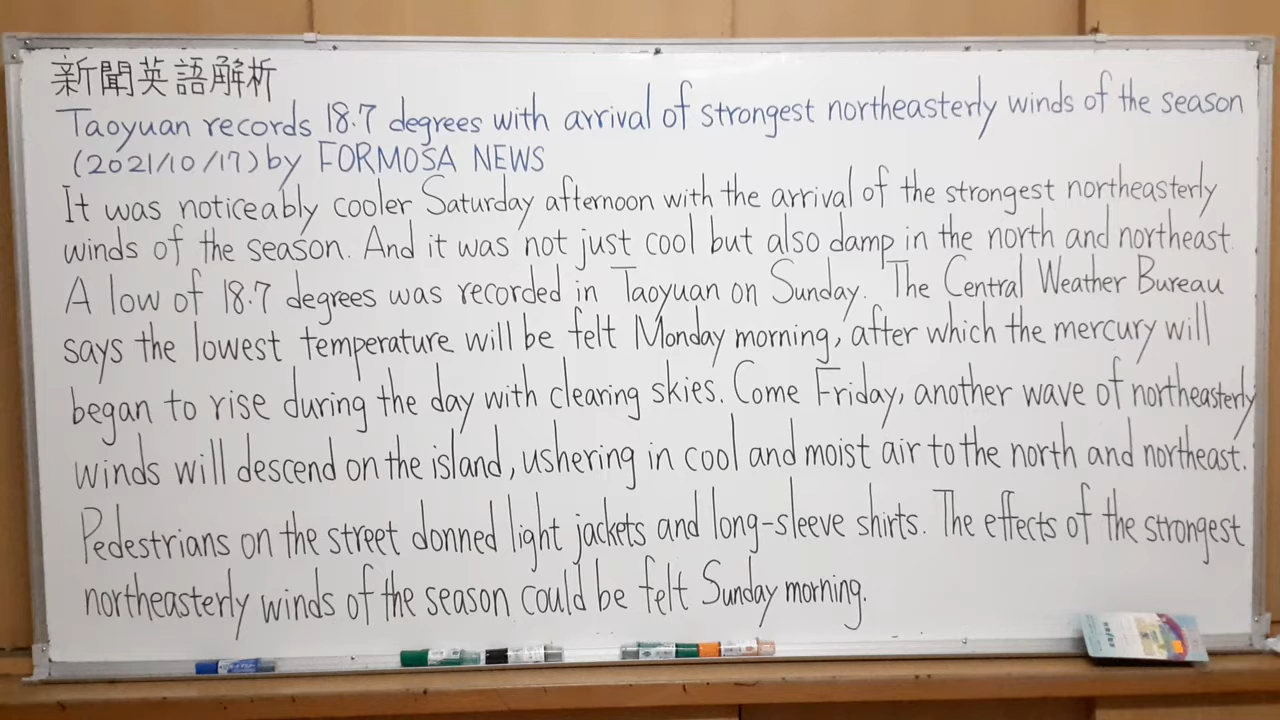 新聞英語解析
Taoyuan records 18.7 degrees with arrival of strongest northeasterly winds of the season
(2021/10/17) by FORMOSA NEWS
It was noticeably cooler Saturday afternoon with the arrival of the strongest northeasterly
winds of the season. And it was not just cool but also damp in the north and northeast.
A low of 18.7 degrees was recorded in Taoyuan on Sunday. The Central Weather Bureau
says the lowest temperature will be felt Monday morning, after which the mercury will
began to rise during the day with clearing skies. Come Friday, another wave of northeasterly
winds will descend on the island, ushering in cool and moist air to the north and northeast.
Pedestrians on the street donned light jackets and long-sleeve shirts. The effects of the strongest
northeasterly winds of the season could be felt Sunday morning.